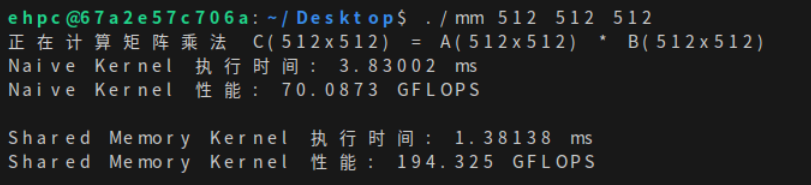 ehpc@67a2e57c706a:~/Desktop$ ./mm 512 512 512
正在计算矩阵乘法 C(512x512) = A(512x512) * B(512x512)
Naive Kernel 执行时间: 3.83002 ms
Naive Kernel 性能: 70.0873 GFLOPS
Shared Memory Kernel 执行时间: 1.38138 ms
Shared Memory Kernel 性能: 194.325 GFLOPS